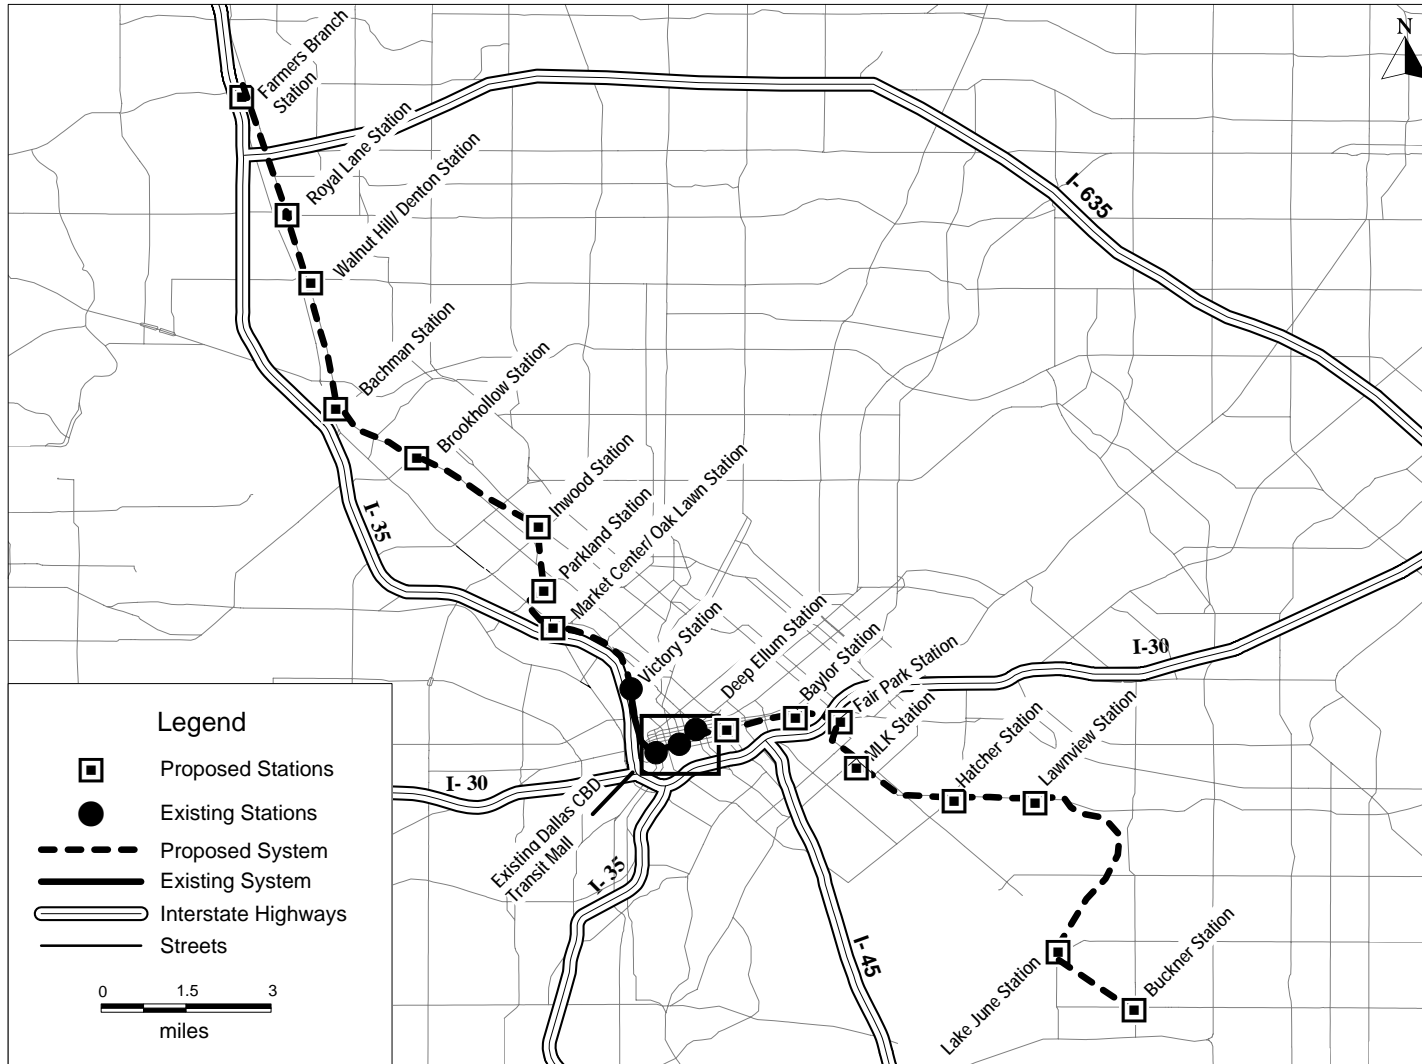 N
Farmers Branch
Station
Royal Lane Station
Walnut Hill/ Denton Station
I- 635
Bachman Station
Brookhollow Station
Inwood Station
I- 35
Parkland Station
Market Center/ Oak Lawn Station
Victory Station
Deep Ellum Station
Baylor Station
Fair Park Station
I-30
MLK Station
Hatcher Station
Lawnview Station
I- 30
Existing Dallas CBD
Transit Mall
I- 35
I- 45
Lake June Station
Buckner Station
Legend
Proposed Stations
Existing Stations
Proposed System
Existing System
Interstate Highways
Streets
0 1.5 3
miles